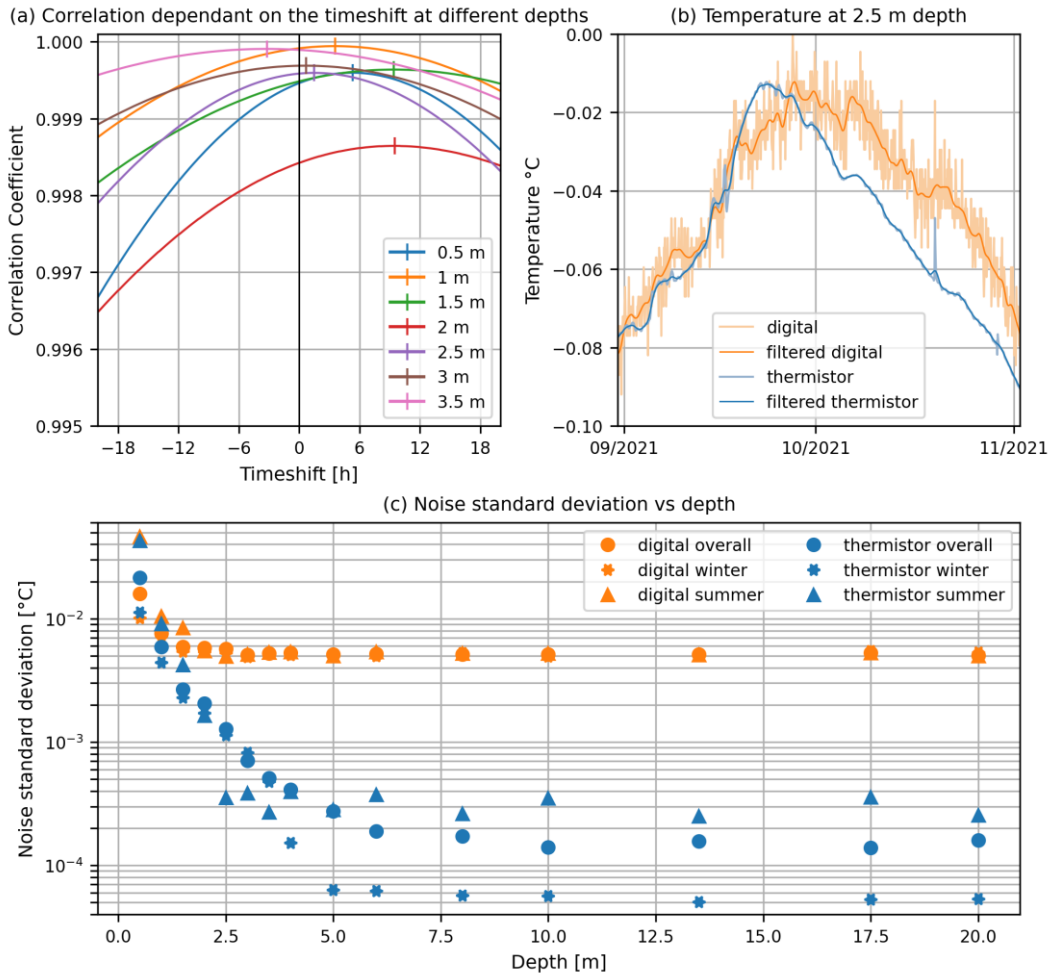 (a) Correlation dependant on the timeshift at different depths
1.000
0.999
0.998
0.997
0.996
0.995
Correlation Coefficient
−18 −12 −6 0 6 12 18
Timeshift [h]
0.5 m
1 m
1.5 m
2 m
2.5 m
3 m
3.5 m
(b) Temperature at 2.5 m depth
0.00
−0.02
−0.04
−0.06
−0.08
−0.10
Temperature °C
09/2021 10/2021 11/2021
digital
filtered digital
thermistor
filtered thermistor
(c) Noise standard deviation vs depth
10⁻²
10⁻³
10⁻⁴
Noise standard deviation [°C]
digital overall thermistor overall
digital winter thermistor winter
digital summer thermistor summer
0.0 2.5 5.0 7.5 10.0 12.5 15.0 17.5 20.0
Depth [m]